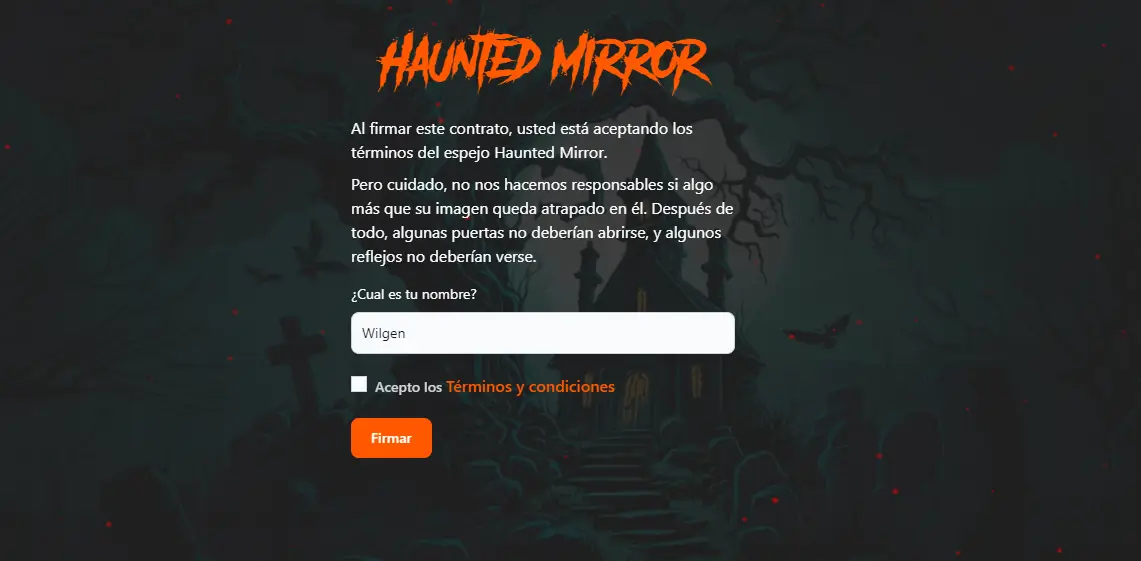 HAUNTED MIRROR
Al firmar este contrato, usted está aceptando los
términos del espejo Haunted Mirror.
Pero cuidado, no nos hacemos responsables si algo
más que su imagen queda atrapado en él. Después de
todo, algunas puertas no deberían abrirse, y algunos
reflejos no deberían verse.
¿Cual es tu nombre?
Wilgen
Acepto los Términos y condiciones
Firmar